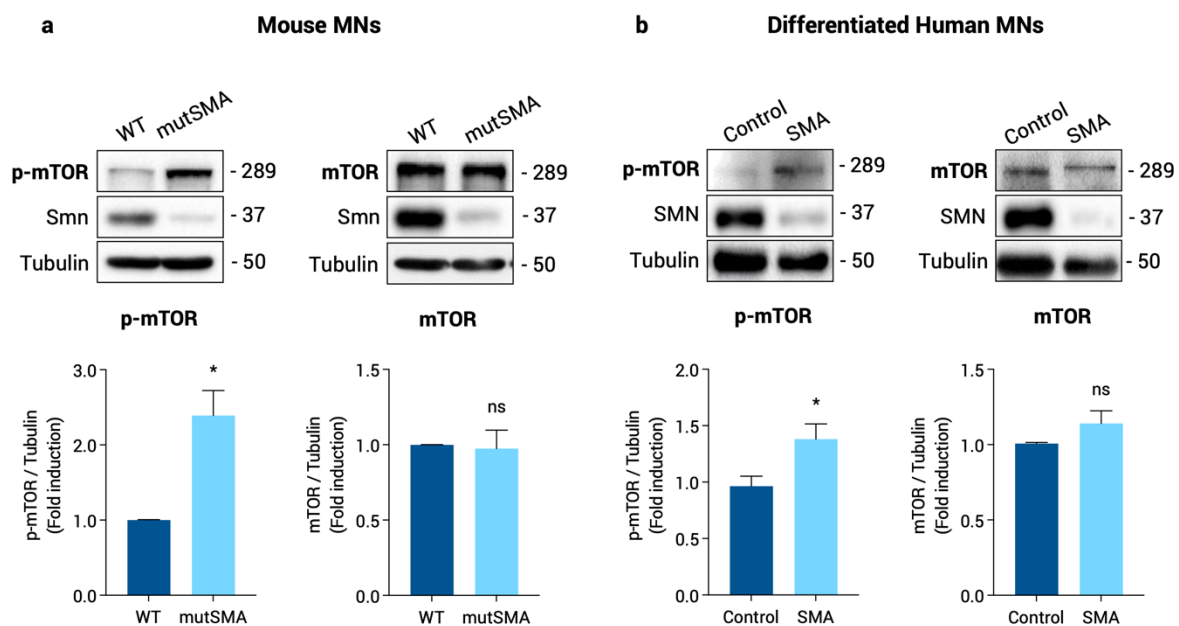 a
Mouse MNs
WT
mutSMA
p-mTOR
- 289
Smn
- 37
Tubulin
- 50
WT
mutSMA
mTOR
- 289
Smn
- 37
Tubulin
- 50
p-mTOR
p-mTOR / Tubulin
(Fold induction)
3.0
2.0
1.0
0.0
*
WT
mutSMA
mTOR
mTOR / Tubulin
(Fold induction)
1.5
1.0
0.5
0.0
ns
WT
mutSMA
b
Differentiated Human MNs
Control
SMA
p-mTOR
- 289
SMN
- 37
Tubulin
- 50
Control
SMA
mTOR
- 289
SMN
- 37
Tubulin
- 50
p-mTOR
p-mTOR / Tubulin
(Fold induction)
2.0
1.5
1.0
0.5
0.0
*
Control
SMA
mTOR
mTOR / Tubulin
(Fold induction)
1.5
1.0
0.5
0.0
ns
Control
SMA